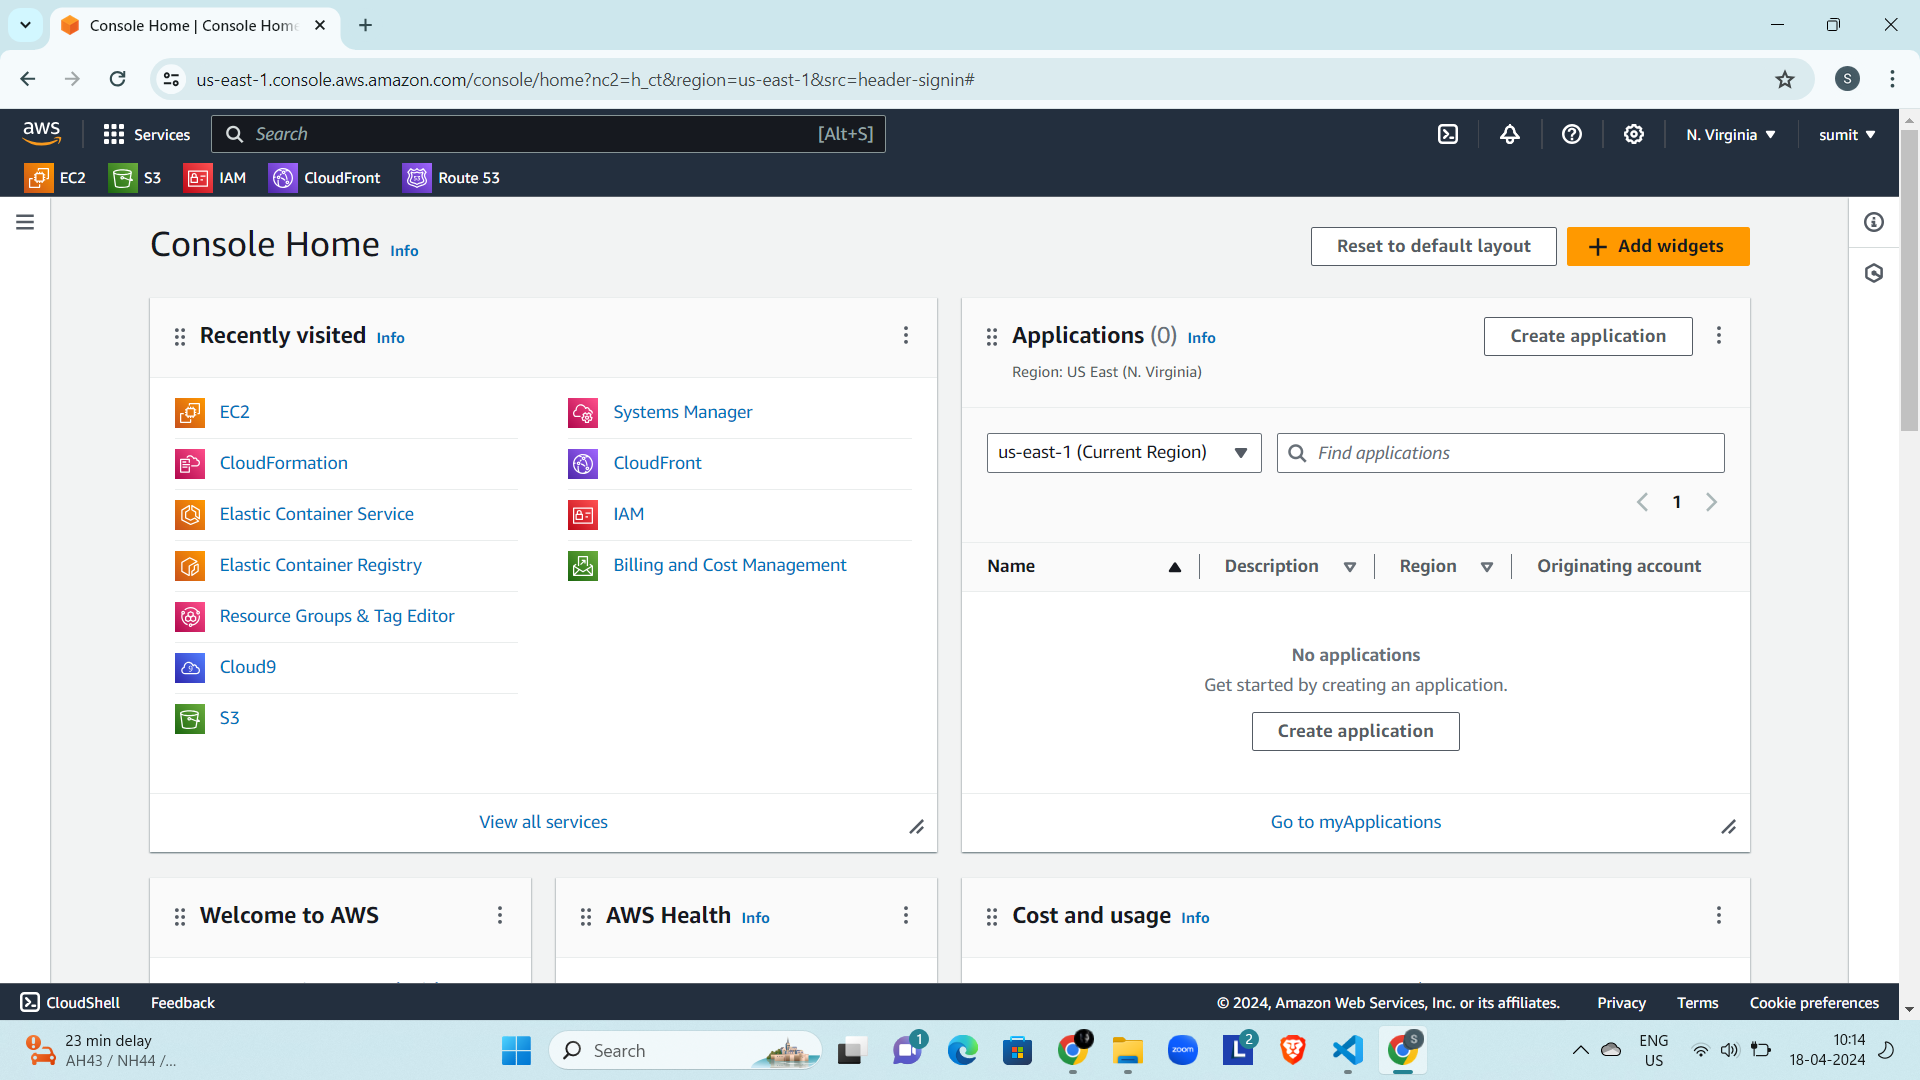 Console Home | Console Home
us-east-1.console.aws.amazon.com/console/home?nc2=h_ct&region=us-east-1&src=header-signin#
S
aws
Services
Search
[Alt+S]
N. Virginia
sumit
EC2
S3
IAM
CloudFront
Route 53
Console Home Info
Reset to default layout
Add widgets
Recently visited Info
EC2
CloudFormation
Elastic Container Service
Elastic Container Registry
Resource Groups & Tag Editor
Cloud9
S3
Systems Manager
CloudFront
IAM
Billing and Cost Management
View all services
Applications (0) Info
Region: US East (N. Virginia)
Create application
us-east-1 (Current Region)
Find applications
1
Name
Description
Region
Originating account
No applications
Get started by creating an application.
Create application
Go to myApplications
Welcome to AWS
AWS Health Info
Cost and usage Info
CloudShell
Feedback
© 2024, Amazon Web Services, Inc. or its affiliates.
Privacy
Terms
Cookie preferences
23 min delay
AH43 / NH44 /...
Search
1
zoom
L
2
S
ENG
US
10:14
18-04-2024